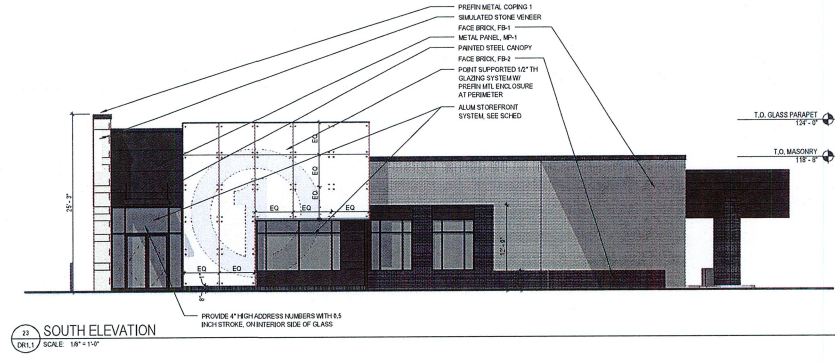 PREFIN METAL COPING 1
SIMULATED STONE VENEER
FACE BRICK, FB-1
METAL PANEL, MP-1
PAINTED STEEL CANOPY
FACE BRICK, FB-2
POINT SUPPORTED 1/2" TH
GLAZING SYSTEM W/
PREFIN MTL ENCLOSURE
AT PERIMETER
ALUM STOREFRONT
SYSTEM, SEE SCHED
T.O. GLASS PARAPET
124' - 0"
T.O. MASONRY
118' - 8"
EQ
EQ
EQ
25' - 3"
EQ
EQ
12' - 0"
EQ
EQ
8"
PROVIDE 4" HIGH ADDRESS NUMBERS WITH 0.5
INCH STROKE, ON INTERIOR SIDE OF GLASS
23
SOUTH ELEVATION
DR1.1
SCALE: 1/8" = 1'-0"